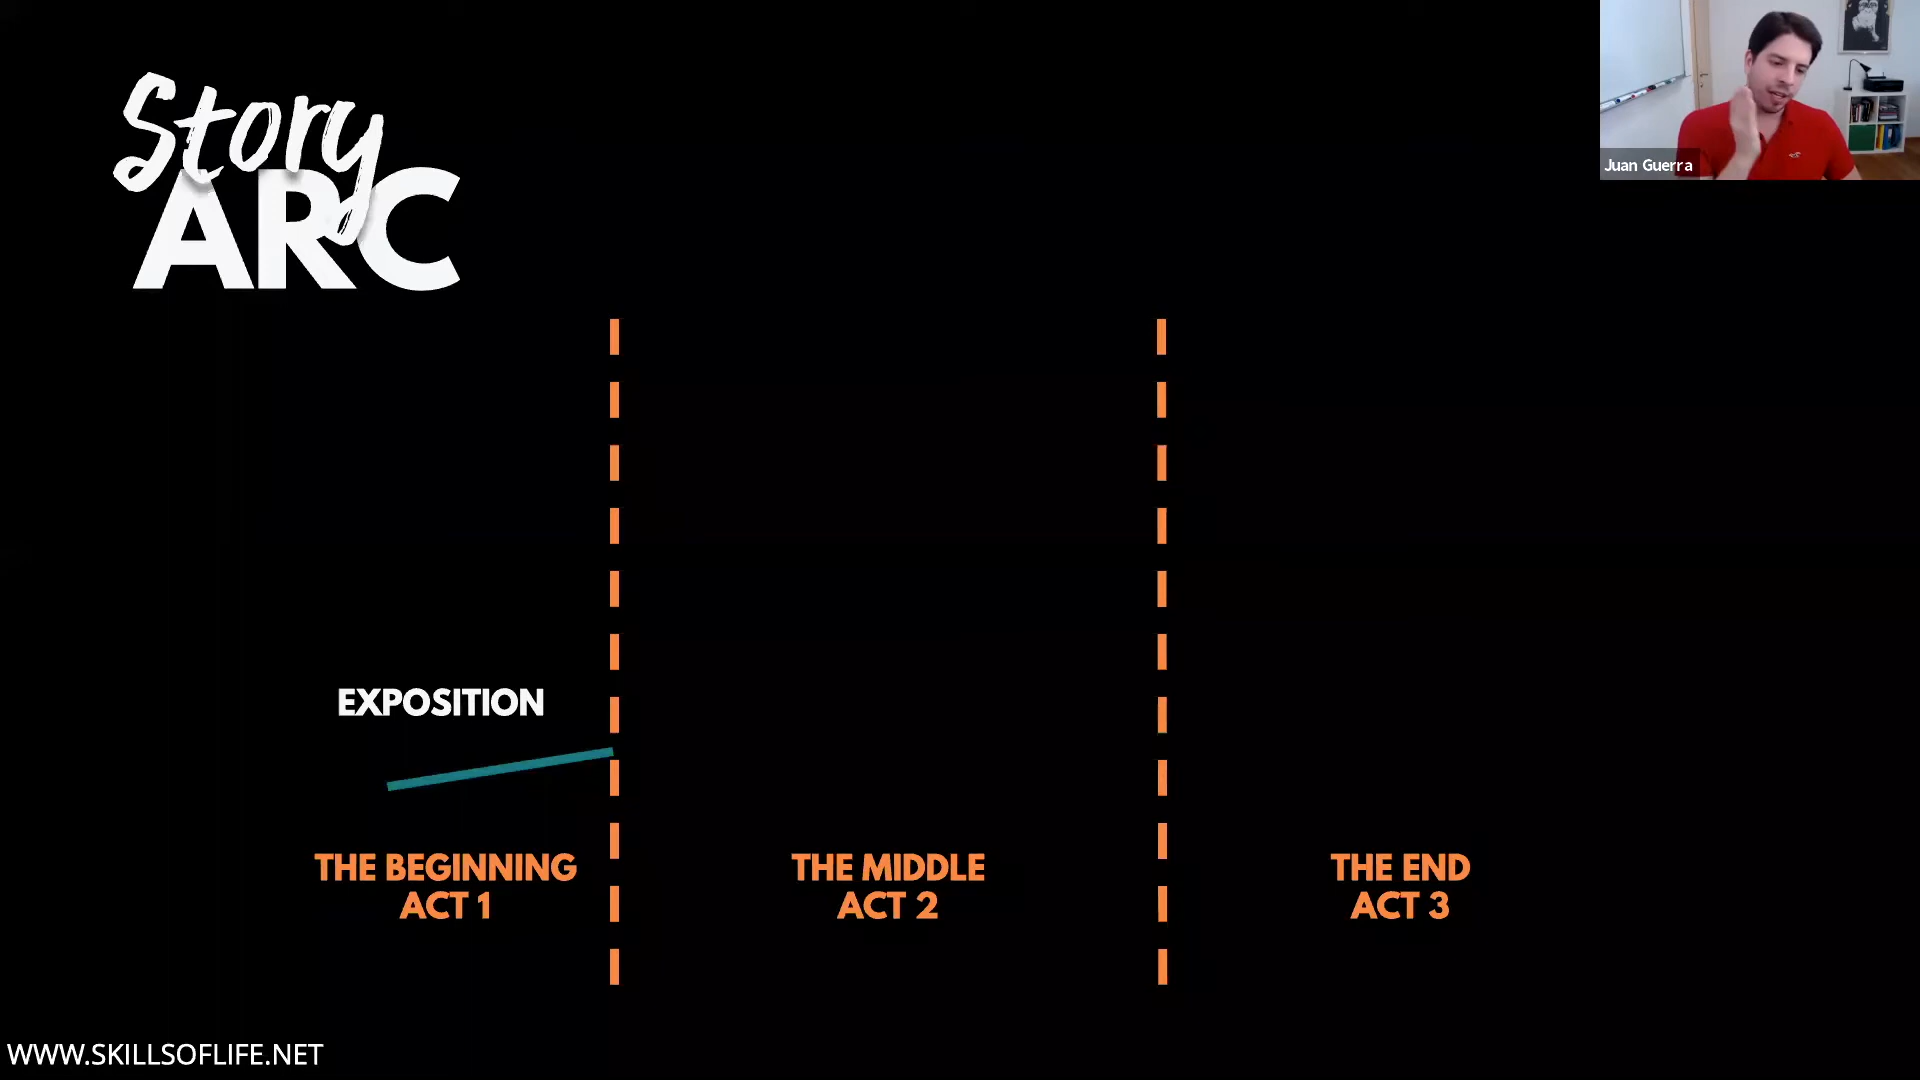 Story
ARC
Juan Guerra
EXPOSITION
THE BEGINNING
ACT 1
THE MIDDLE
ACT 2
THE END
ACT 3
WWW.SKILLSOFLIFE.NET